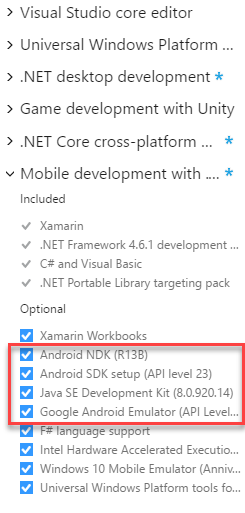 Visual Studio core editor
Universal Windows Platform ...
.NET desktop development *
Game development with Unity
.NET Core cross-platform ... *
Mobile development with .... *
Included
Xamarin
.NET Framework 4.6.1 development ...
C# and Visual Basic
.NET Portable Library targeting pack
Optional
Xamarin Workbooks
Android NDK (R13B)
Android SDK setup (API level 23)
Java SE Development Kit (8.0.920.14)
Google Android Emulator (API Level...
F# language support
Intel Hardware Accelerated Executio...
Windows 10 Mobile Emulator (Anniv...
Universal Windows Platform tools fo...